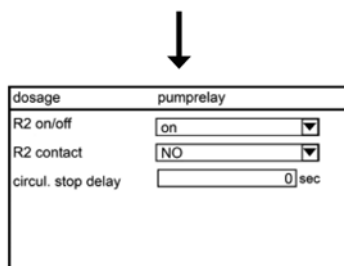 dosage pumprelay
R2 on/off on
R2 contact NO
circul. stop delay 0 sec